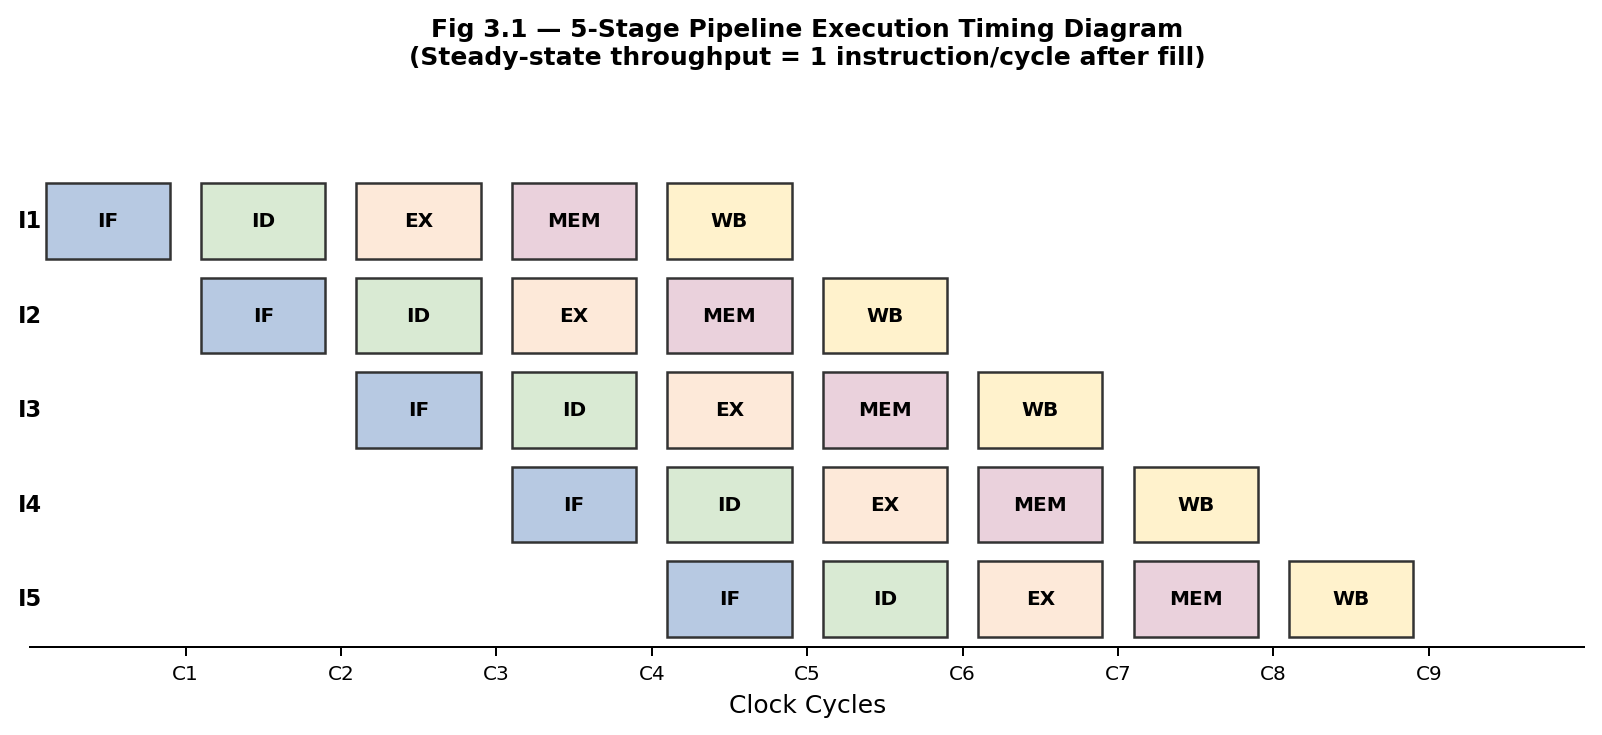 Fig 3.1 — 5-Stage Pipeline Execution Timing Diagram
(Steady-state throughput = 1 instruction/cycle after fill)
I1 IF ID EX MEM WB
I2 IF ID EX MEM WB
I3 IF ID EX MEM WB
I4 IF ID EX MEM WB
I5 IF ID EX MEM WB
C1 C2 C3 C4 C5 C6 C7 C8 C9
Clock Cycles